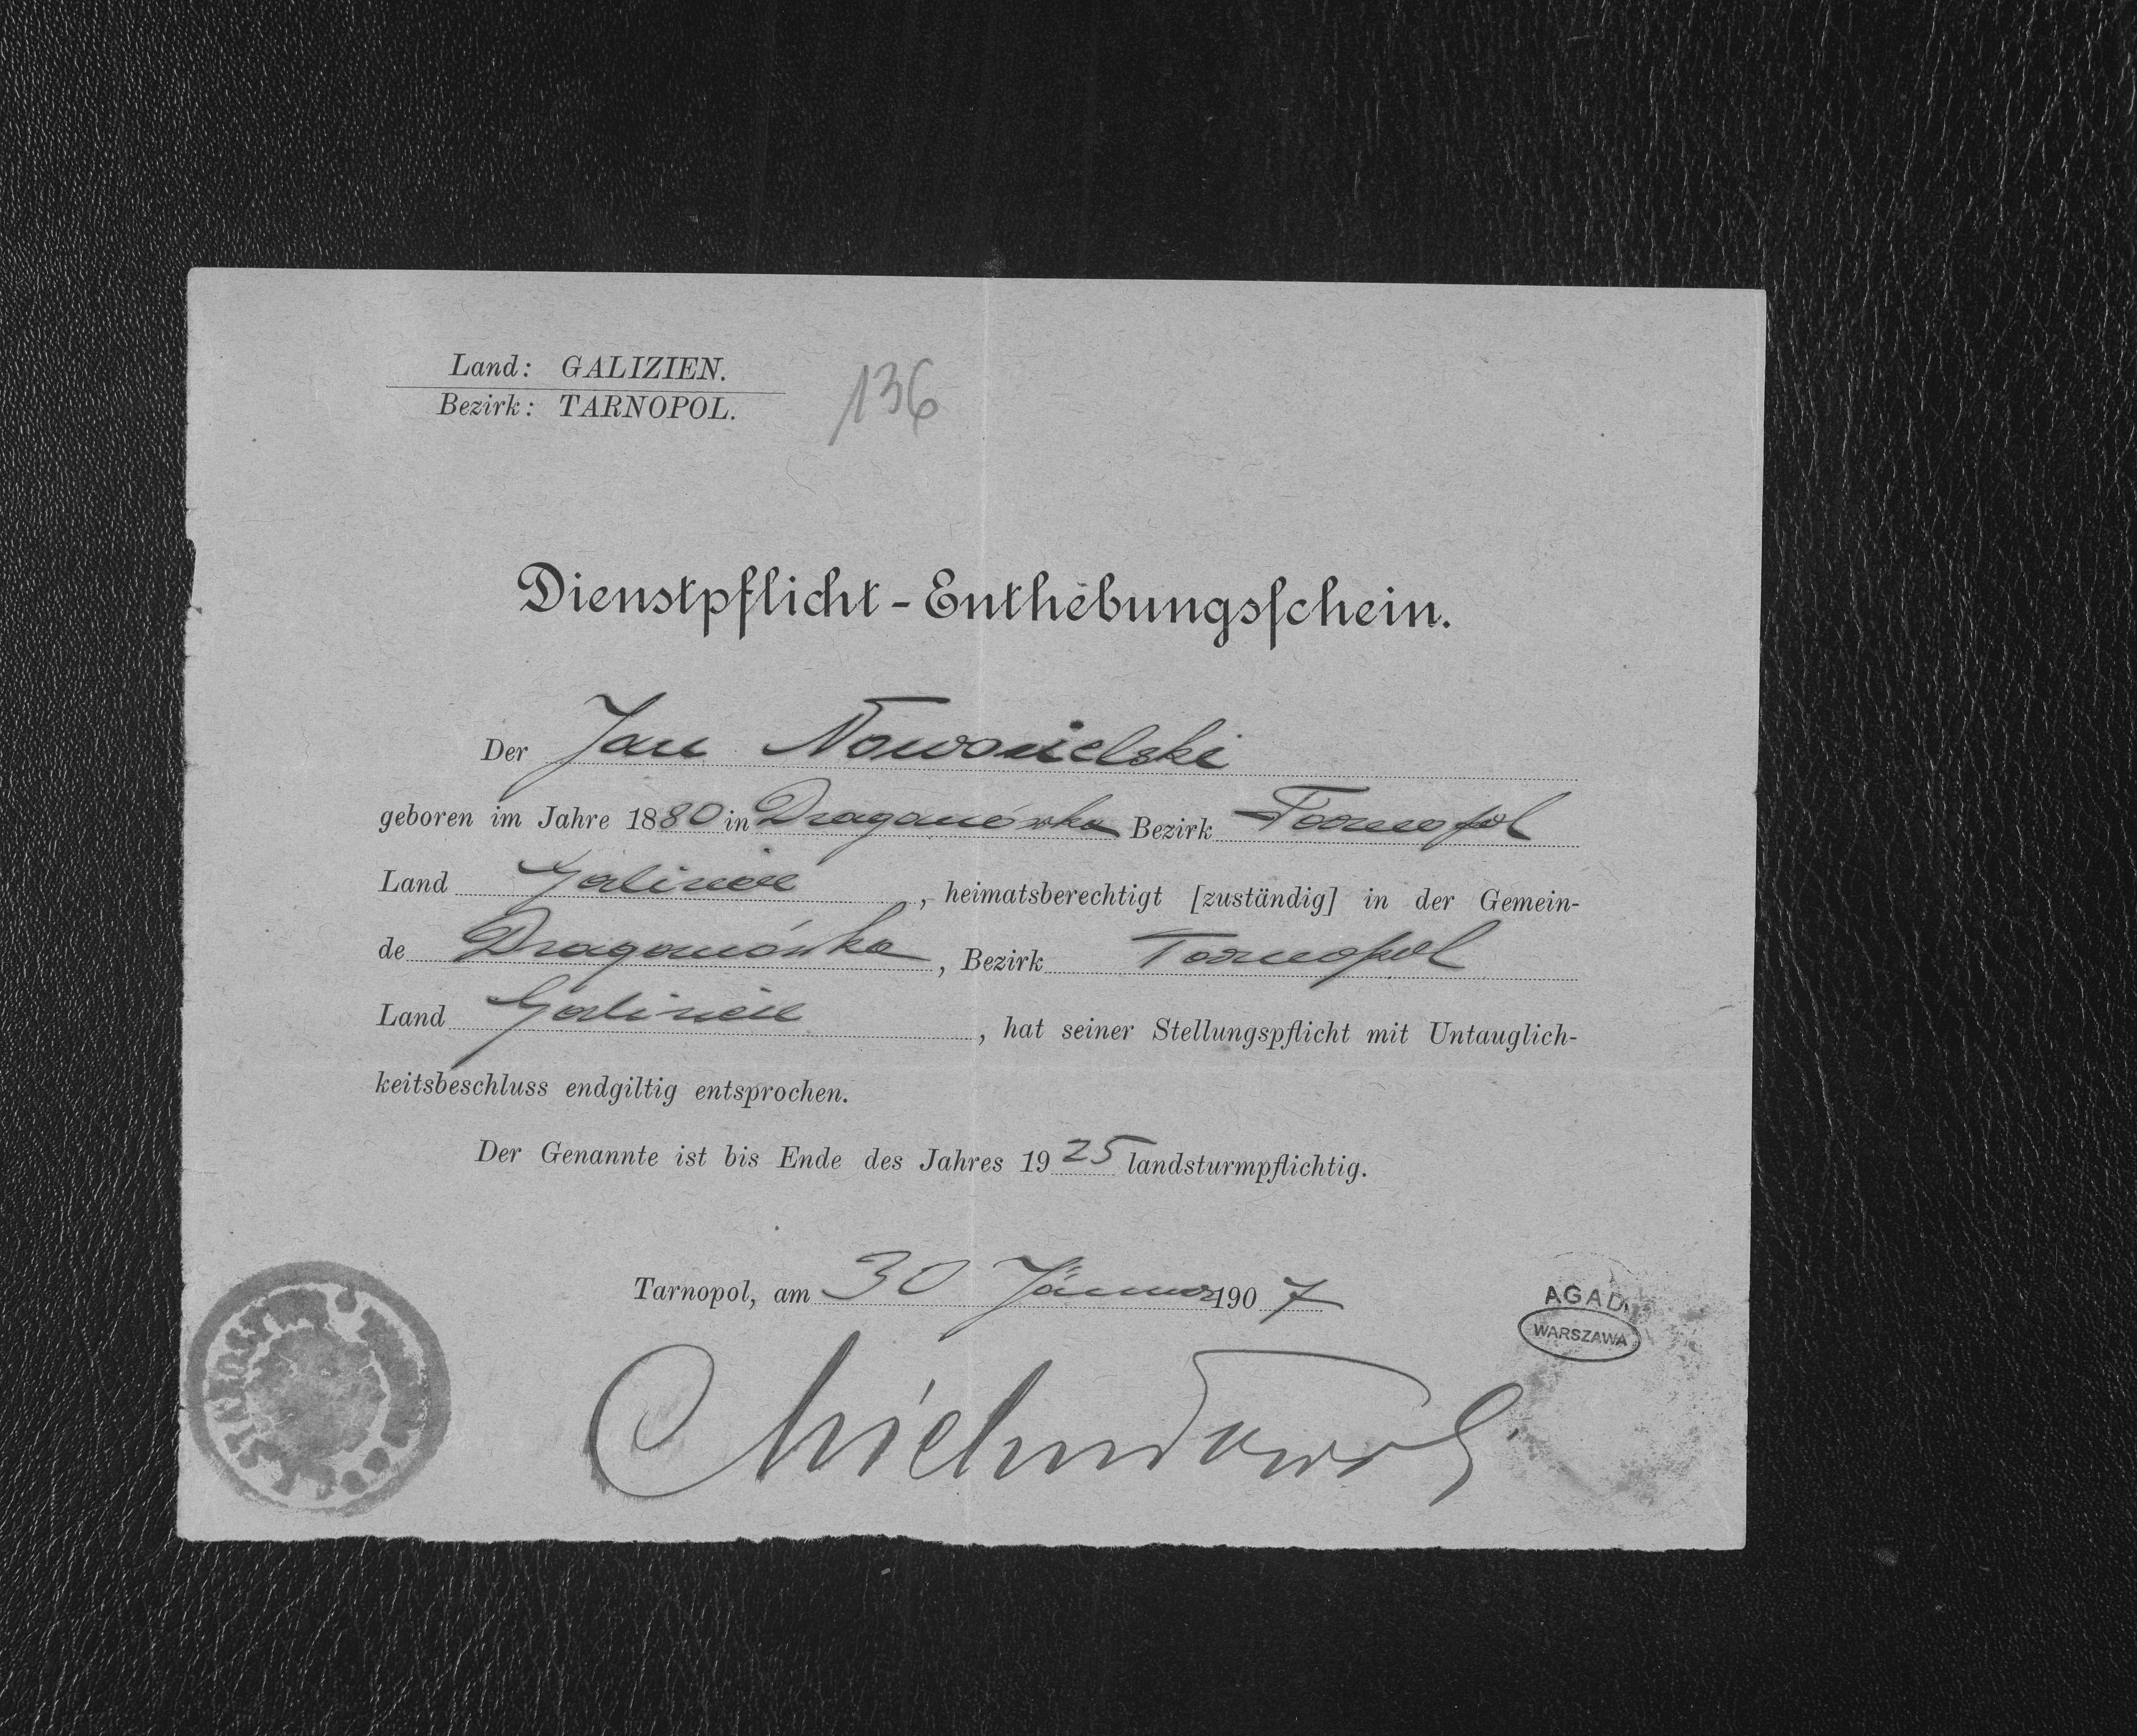 Land: GALIZIEN.
Bezirk: TARNOPOL.
136
Dienstpflicht-Enthebungsschein.
Der Jan Nowosielski
geboren im Jahre 1880 in Draganówka Bezirk Tarnopol
Land Galizien, heimatsberechtigt [zuständig] in der Gemein-
de Draganówka, Bezirk Tarnopol
Land Galizien, hat seiner Stellungspflicht mit Untauglich-
keitsbeschluss endgiltig entsprochen.
Der Genannte ist bis Ende des Jahres 1925 landsturmpflichtig.
Tarnopol, am 30 Jänner 1907
AGAD
WARSZAWA